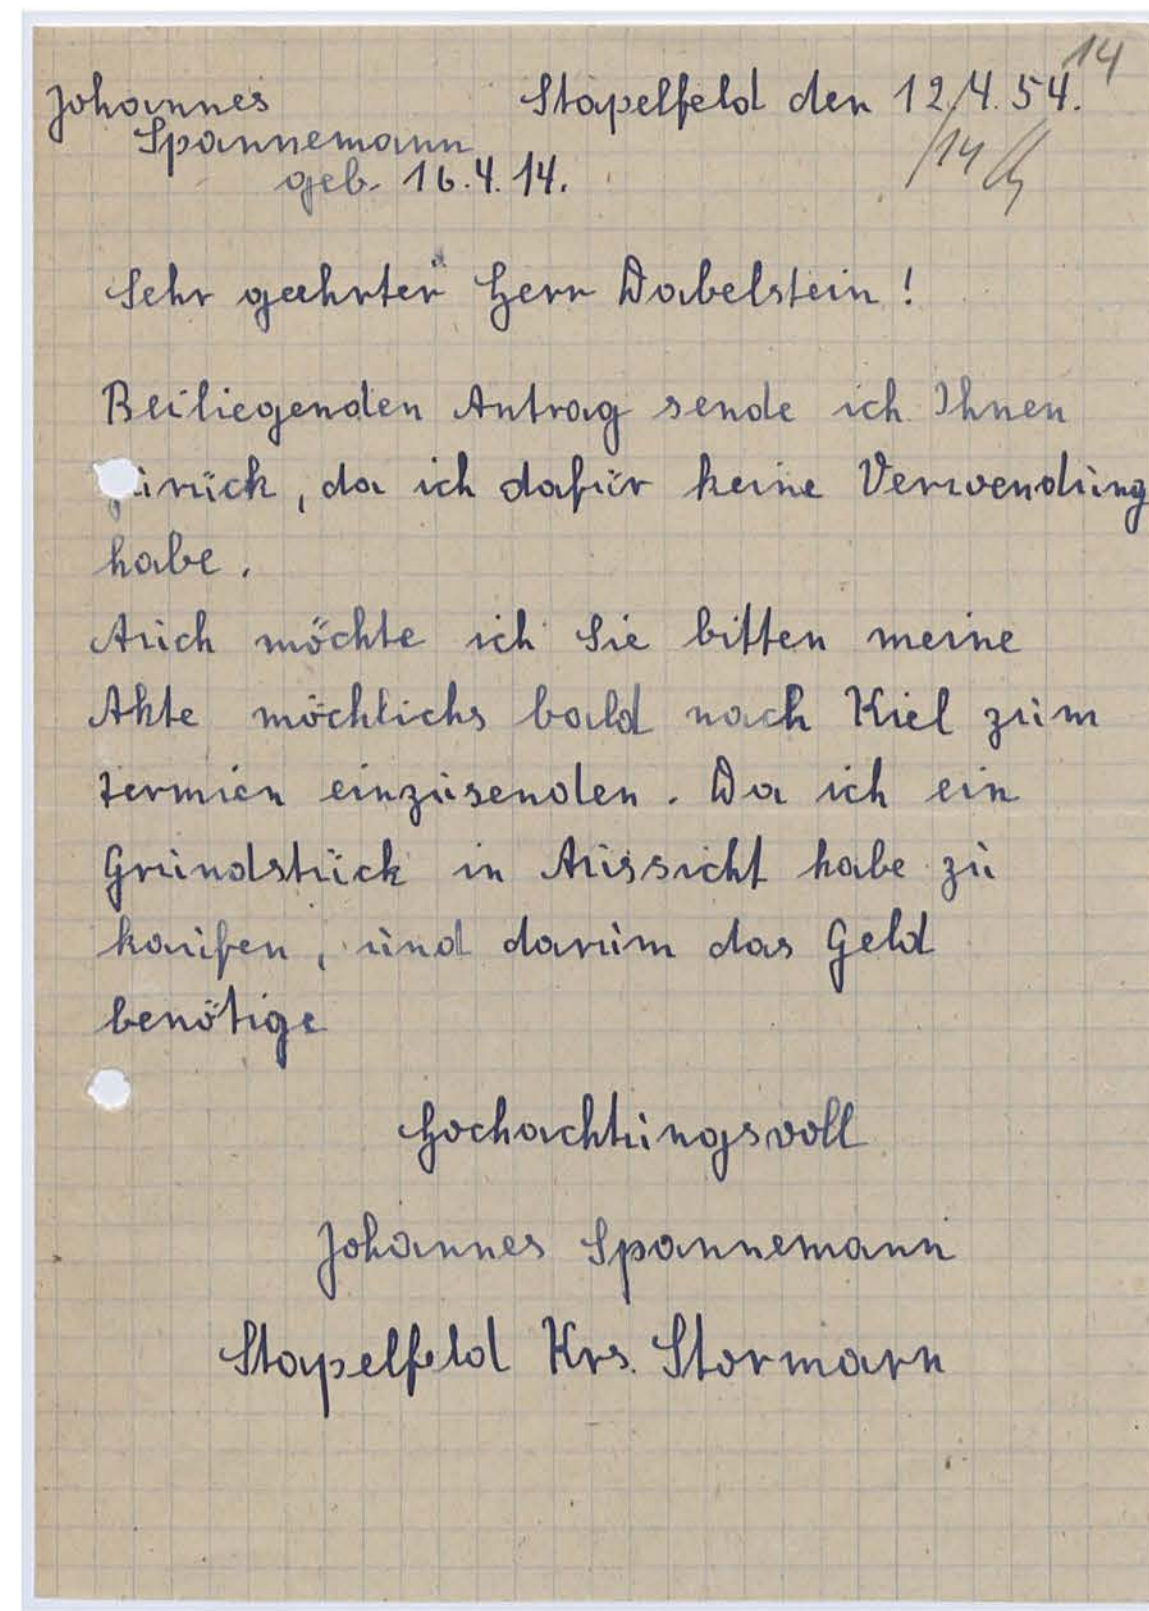 14
Johannes Stapelfeld den 12.4.54.
Spannemann
geb. 16.4.14.
14
Sehr geehrter Herr Dabelstein!
Beiliegenden Antrag sende ich Ihnen
zurück, da ich dafür keine Verwendung
habe.
Auch möchte ich Sie bitten meine
Akte möchlichs bald nach Kiel zum
termien einzusenden. Da ich ein
Grundstück in Aussicht habe zu
kaufen, und darum das Geld
benötige
Hochachtungsvoll
Johannes Spannemann
Stapelfeld Krs. Stormarn